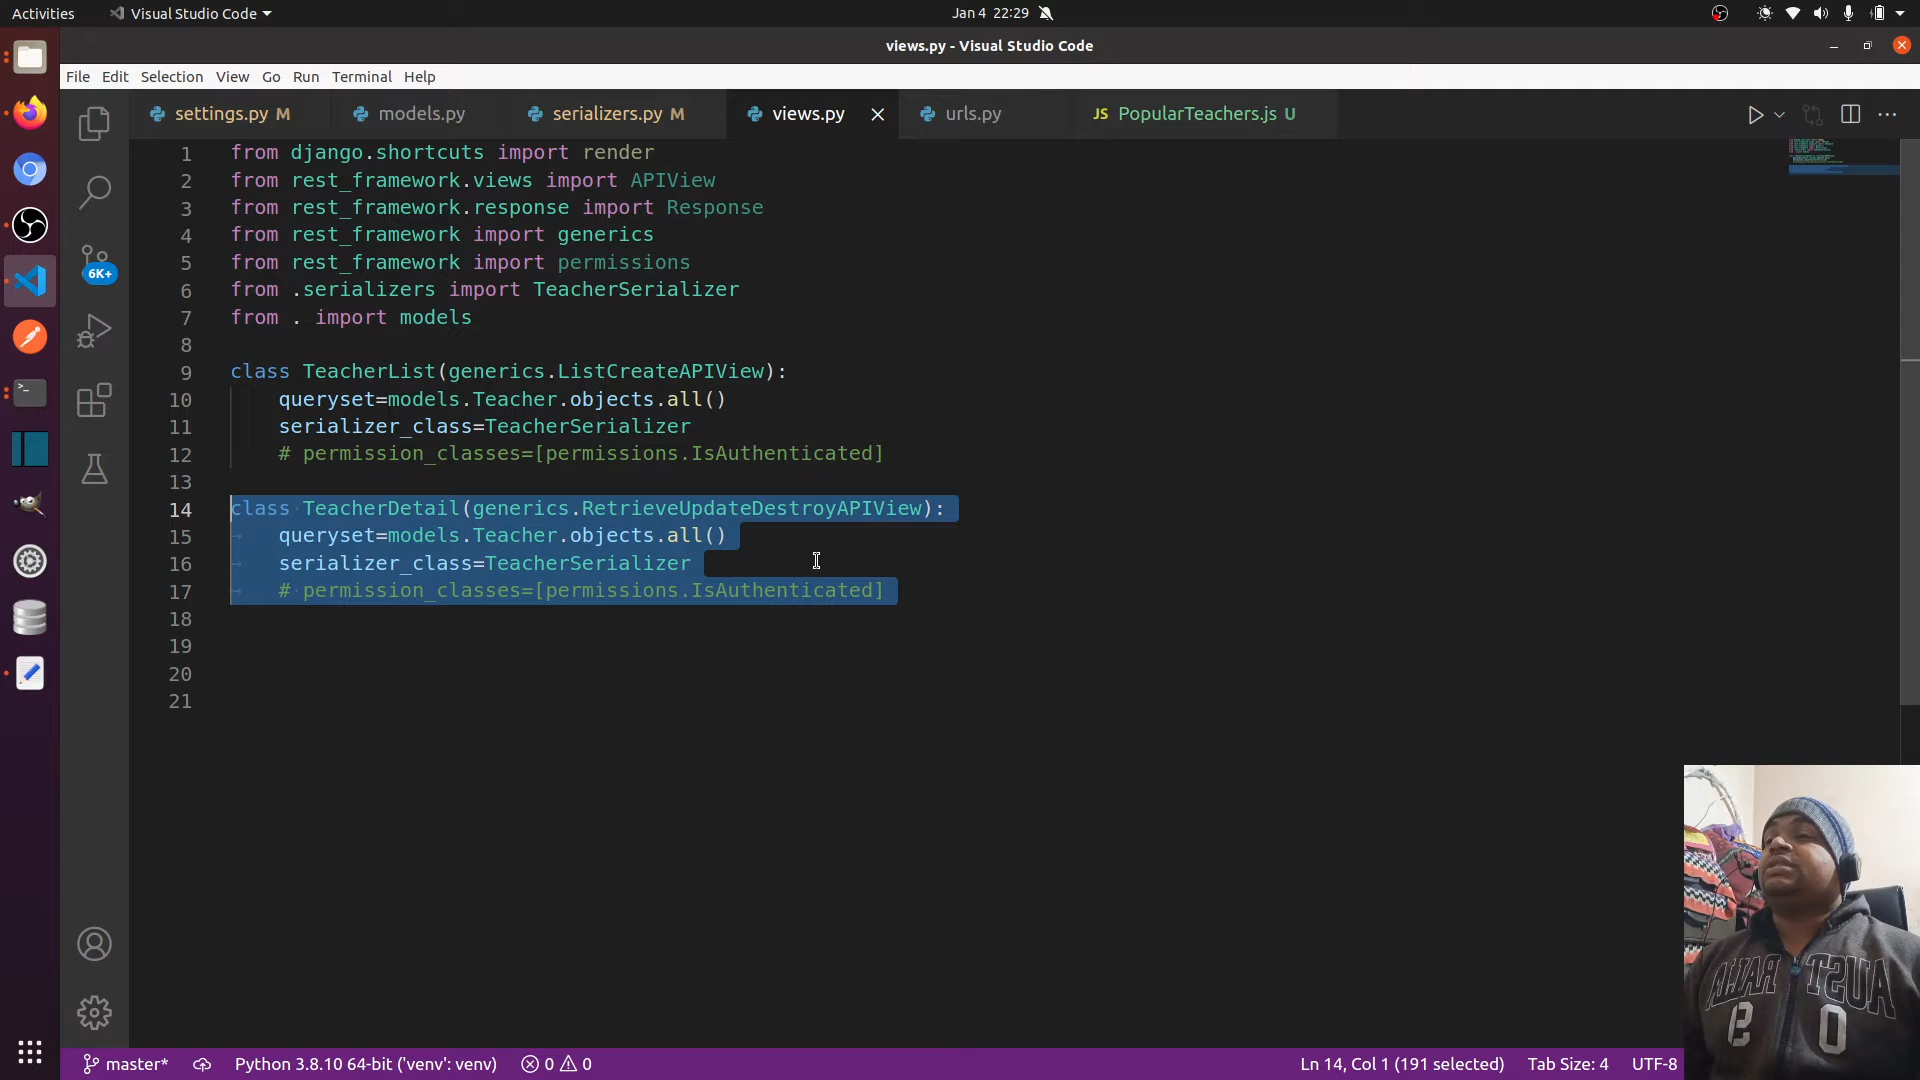 Activities Visual Studio Code Jan 4 22:29
views.py - Visual Studio Code
File Edit Selection View Go Run Terminal Help
settings.py M models.py serializers.py M views.py urls.py JS PopularTeachers.js U
1 from django.shortcuts import render
2 from rest_framework.views import APIView
3 from rest_framework.response import Response
4 from rest_framework import generics
5 from rest_framework import permissions
6 from .serializers import TeacherSerializer
7 from . import models
8
9 class TeacherList(generics.ListCreateAPIView):
10 queryset=models.Teacher.objects.all()
11 serializer_class=TeacherSerializer
12 # permission_classes=[permissions.IsAuthenticated]
13
14 class TeacherDetail(generics.RetrieveUpdateDestroyAPIView):
15 queryset=models.Teacher.objects.all()
16 serializer_class=TeacherSerializer
17 # permission_classes=[permissions.IsAuthenticated]
18
19
20
21
6K+
master* Python 3.8.10 64-bit ('venv': venv) 0 0 Ln 14, Col 1 (191 selected) Tab Size: 4 UTF-8
AUST RALIA
9 0